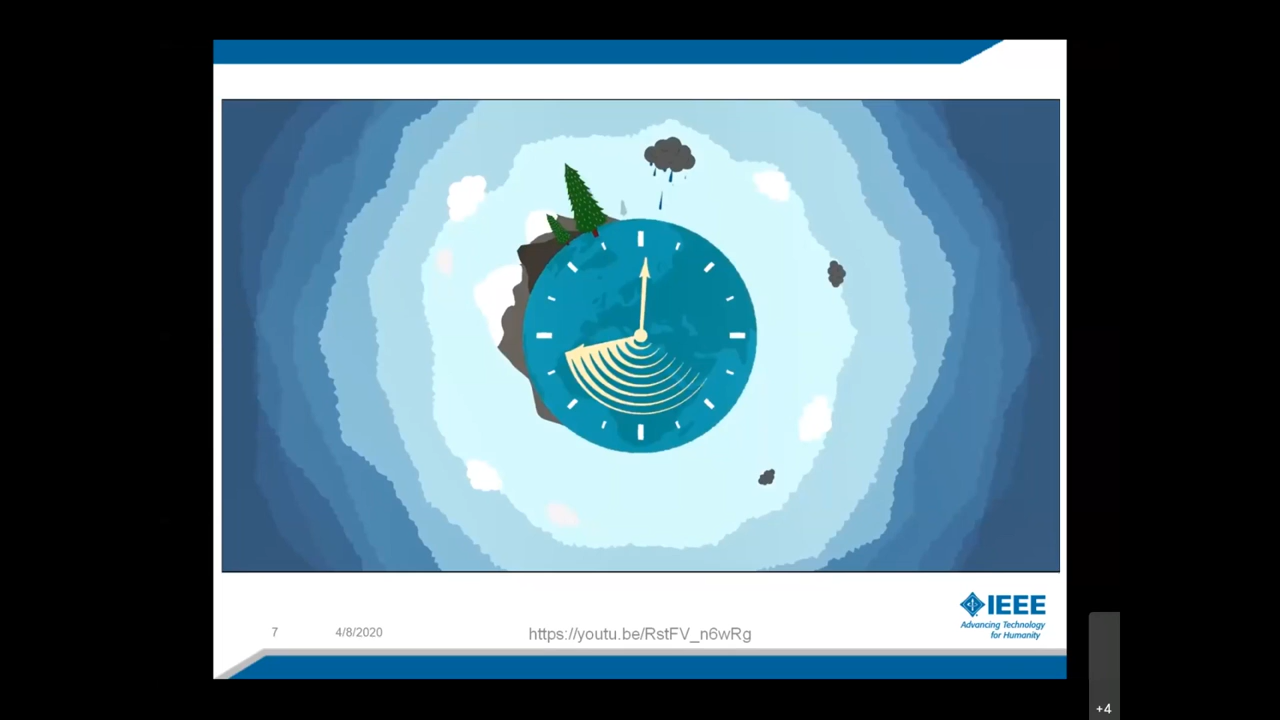 7
4/8/2020
https://youtu.be/RstFV_n6wRg
IEEE
Advancing Technology
for Humanity
+4